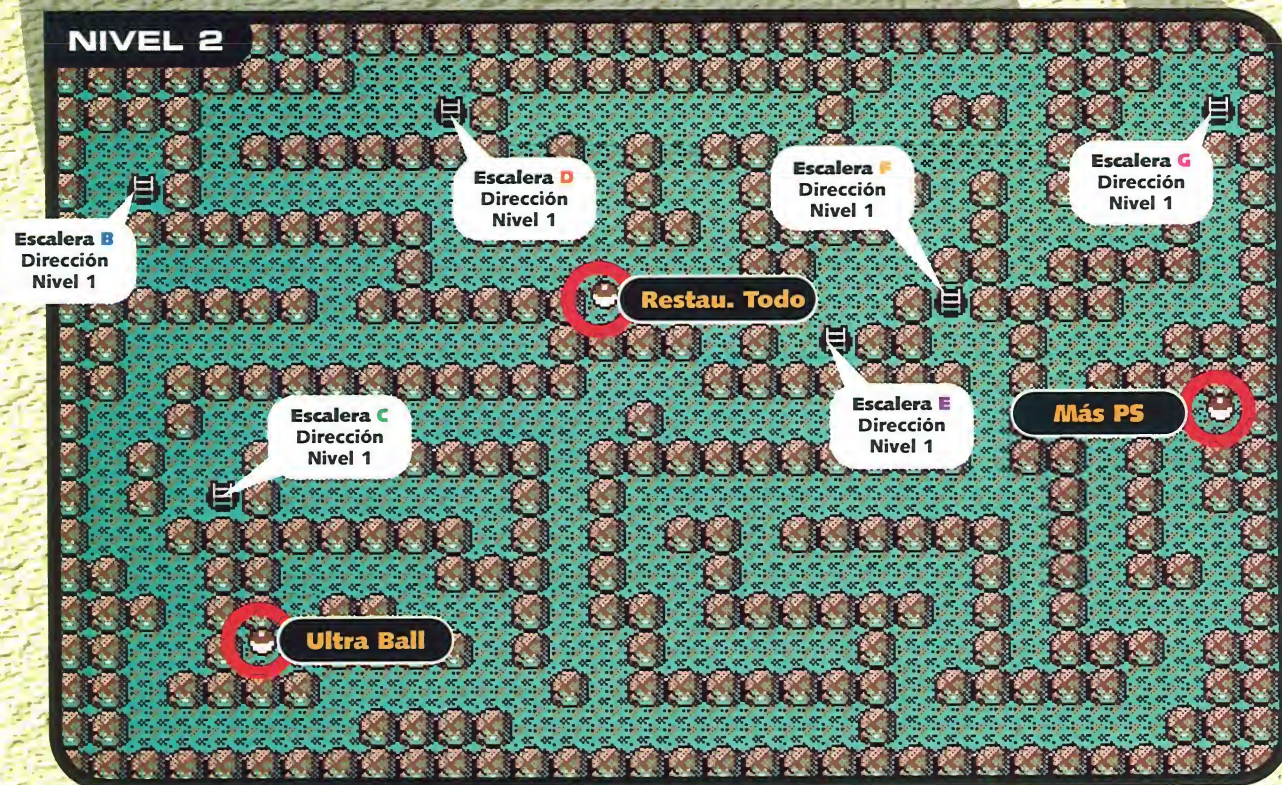 NIVEL 2
Escalera D
Dirección
Nivel 1
Escalera F
Dirección
Nivel 1
Escalera G
Dirección
Nivel 1
Escalera B
Dirección
Nivel 1
Restau. Todo
Escalera C
Dirección
Nivel 1
Escalera E
Dirección
Nivel 1
Más PS
Ultra Ball